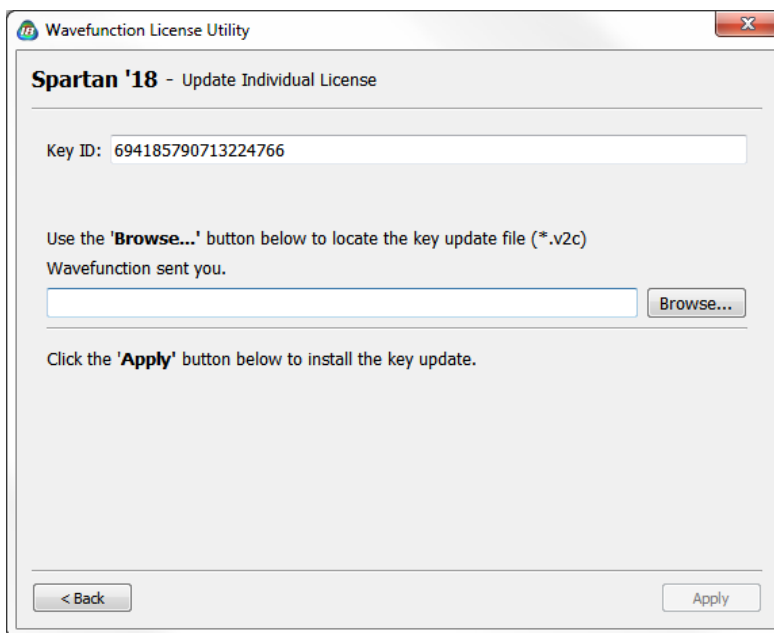 Wavefunction License Utility
Spartan '18 - Update Individual License
Key ID: 694185790713224766
Use the 'Browse...' button below to locate the key update file (*.v2c)
Wavefunction sent you.
Browse...
Click the 'Apply' button below to install the key update.
< Back Apply